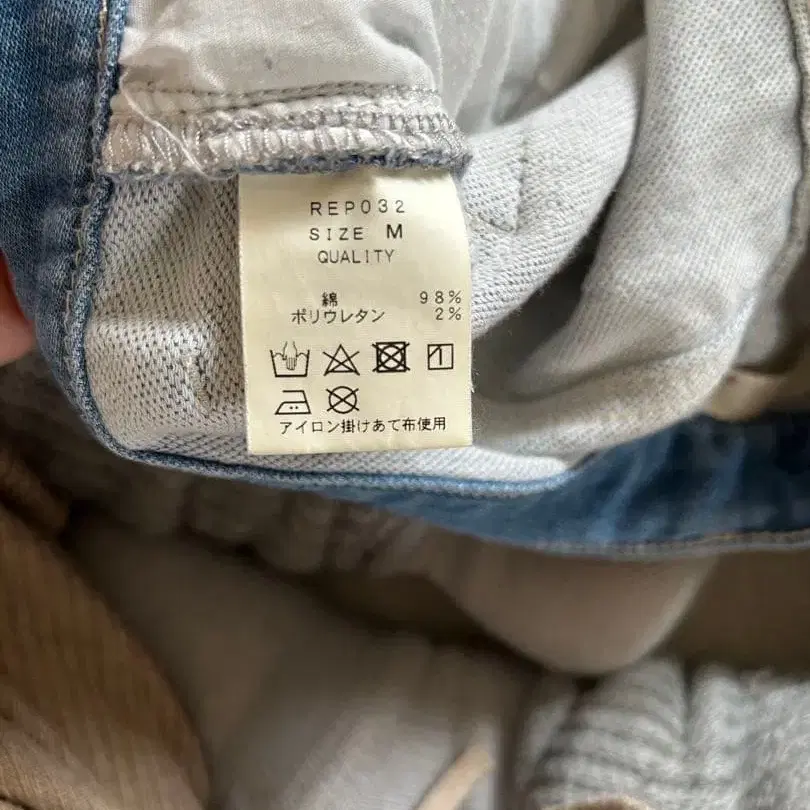 REP032
SIZE M
QUALITY
綿 98%
ポリウレタン 2%
アイロン掛けあて布使用